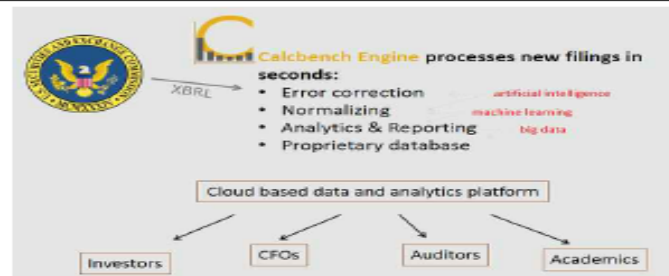 Calcbench Engine processes new filings in
seconds:
XBRL
• Error correction artificial intelligence
• Normalizing machine learning
• Analytics & Reporting big data
• Proprietary database
Cloud based data and analytics platform
Investors CFOs Auditors Academics